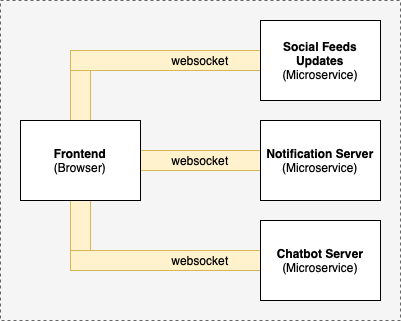 Social Feeds
Updates
(Microservice)
websocket
Frontend
(Browser)
websocket
Notification Server
(Microservice)
websocket
Chatbot Server
(Microservice)